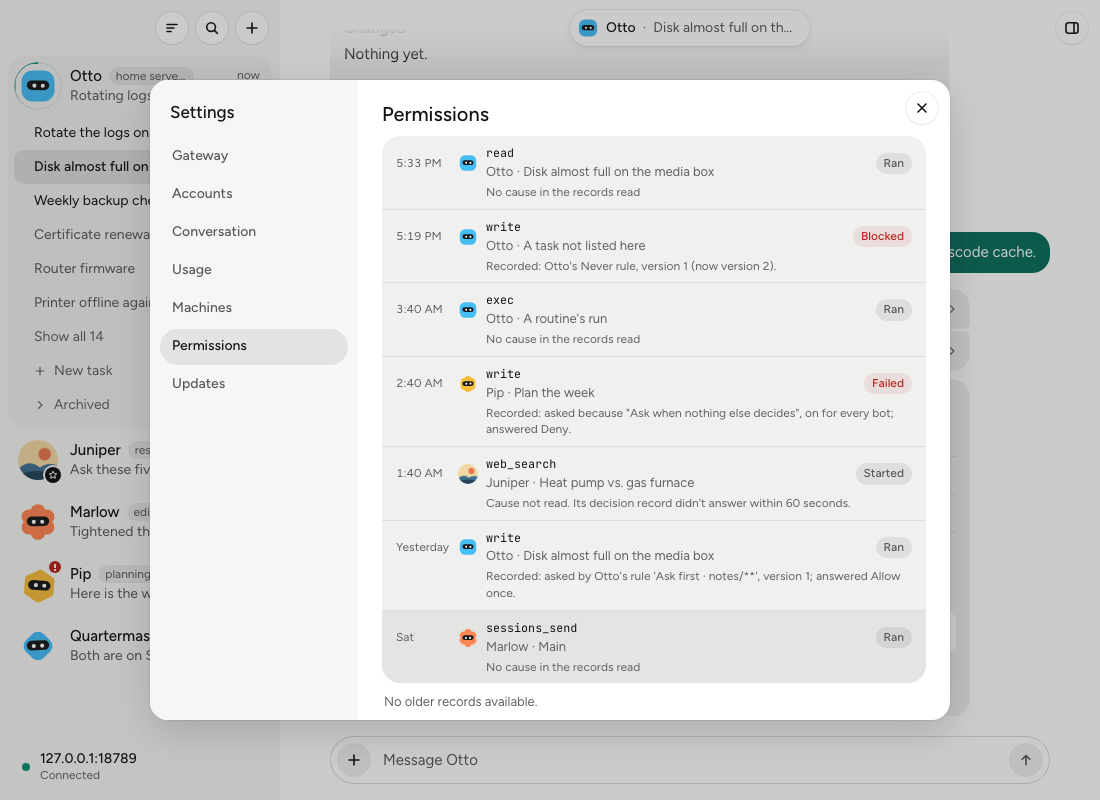 Otto · Disk almost full on th…
Changed
Nothing yet.
Otto home serve… now
Rotating logs
Rotate the logs on
Disk almost full on
Weekly backup che
Certificate renewa
Router firmware
Printer offline again
Show all 14
New task
Archived
Juniper res
Ask these fiv
Marlow edi
Tightened th
Pip planning
Here is the w
Quartermas
Both are on S
127.0.0.1:18789
Connected
Settings
Gateway
Accounts
Conversation
Usage
Machines
Permissions
Updates
Permissions
5:33 PM read Ran
Otto · Disk almost full on the media box
No cause in the records read
5:19 PM write Blocked
Otto · A task not listed here
Recorded: Otto's Never rule, version 1 (now version 2).
3:40 AM exec Ran
Otto · A routine's run
No cause in the records read
2:40 AM write Failed
Pip · Plan the week
Recorded: asked because "Ask when nothing else decides", on for every bot;
answered Deny.
1:40 AM web_search Started
Juniper · Heat pump vs. gas furnace
Cause not read. Its decision record didn't answer within 60 seconds.
Yesterday write Ran
Otto · Disk almost full on the media box
Recorded: asked by Otto's rule 'Ask first · notes/**', version 1; answered Allow
once.
Sat sessions_send Ran
Marlow · Main
No cause in the records read
No older records available.
scode cache.
Message Otto